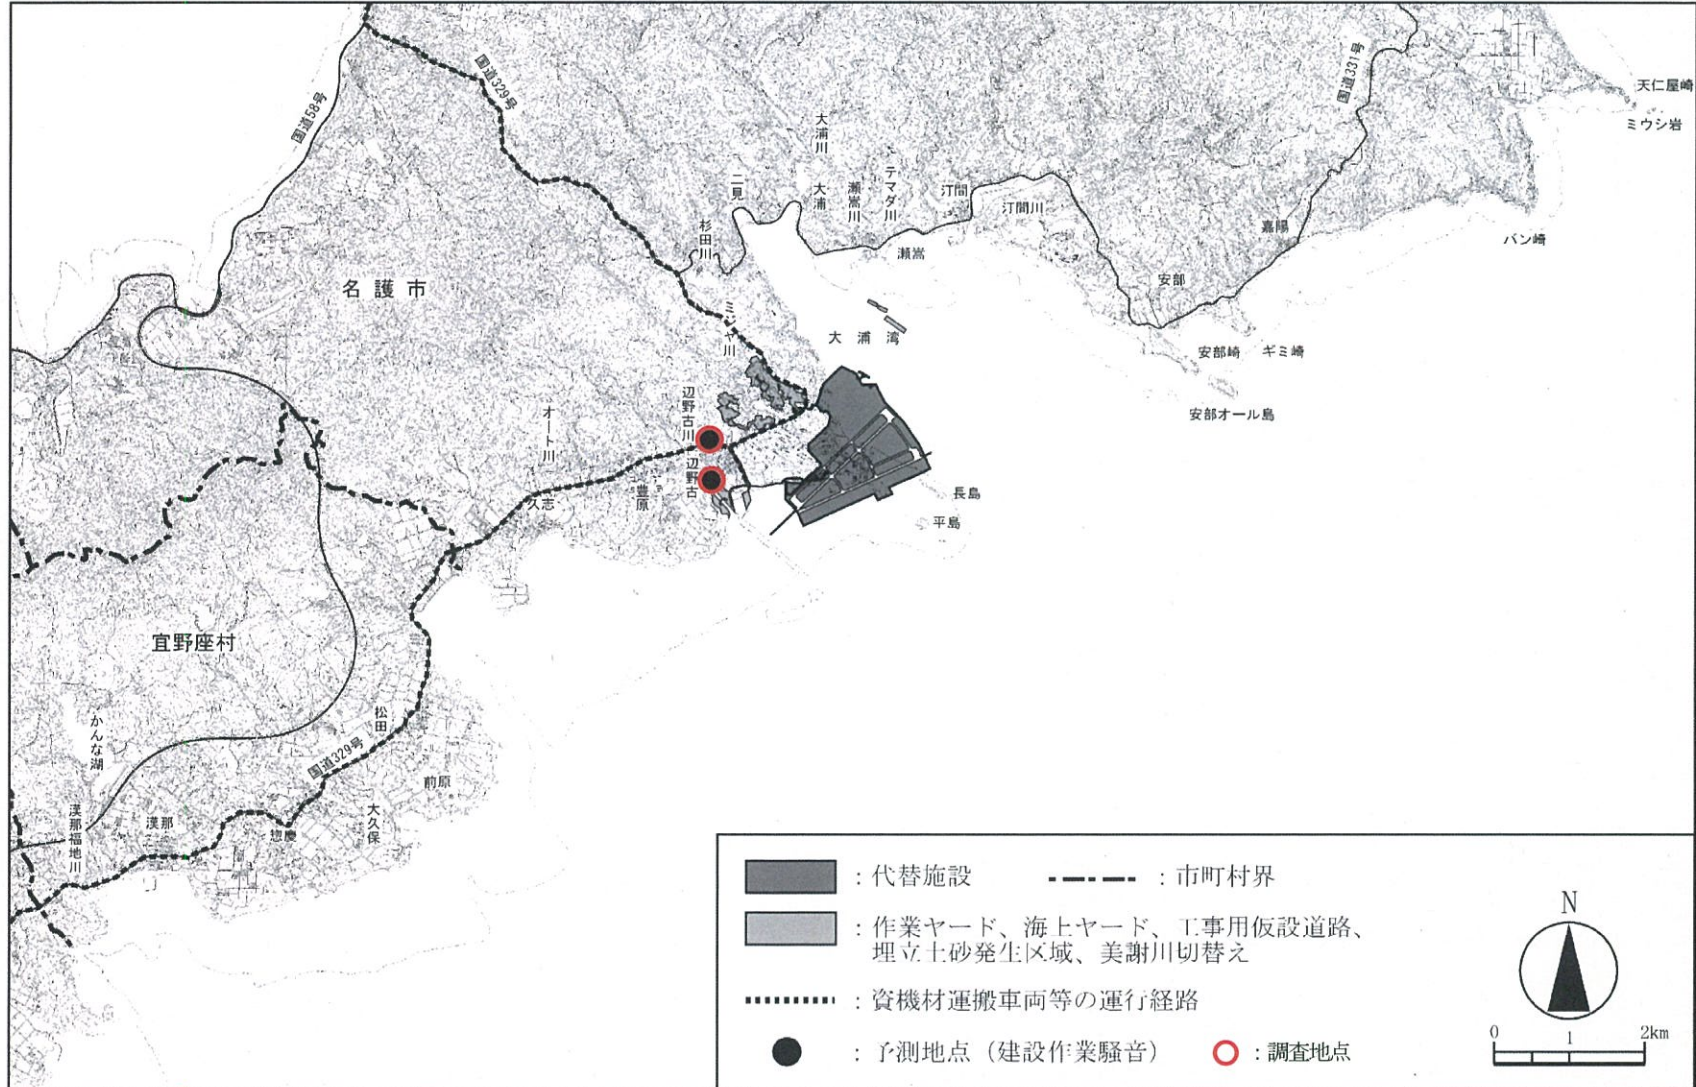 国道58号
国道329号
国道331号
天仁屋崎
ミウシ岩
バン崎
大浦川
二見
大浦
瀬嵩川
テマダ川
汀間
汀間川
嘉陽
杉田川
瀬嵩
安部
名護市
ミジャ川
大浦湾
安部崎
ギミ崎
安部オール島
辺野古川
オートト川
辺野古
豊原
久志
長島
平島
宜野座村
松田
国道329号
かんな湖
前原
大久保
漢那福地川
漢那
惣慶
：代替施設
：市町村界
：作業ヤード、海上ヤード、工事用仮設道路、
埋立土砂発生区域、美謝川切替え
：資機材運搬車両等の運行経路
：予測地点（建設作業騒音）
：調査地点
N
0 1 2km